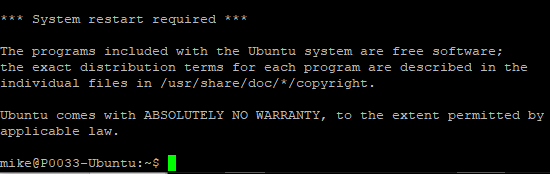 *** System restart required ***
The programs included with the Ubuntu system are free software;
the exact distribution terms for each program are described in the
individual files in /usr/share/doc/*/copyright.
Ubuntu comes with ABSOLUTELY NO WARRANTY, to the extent permitted by
applicable law.
mike@P0033-Ubuntu:~$